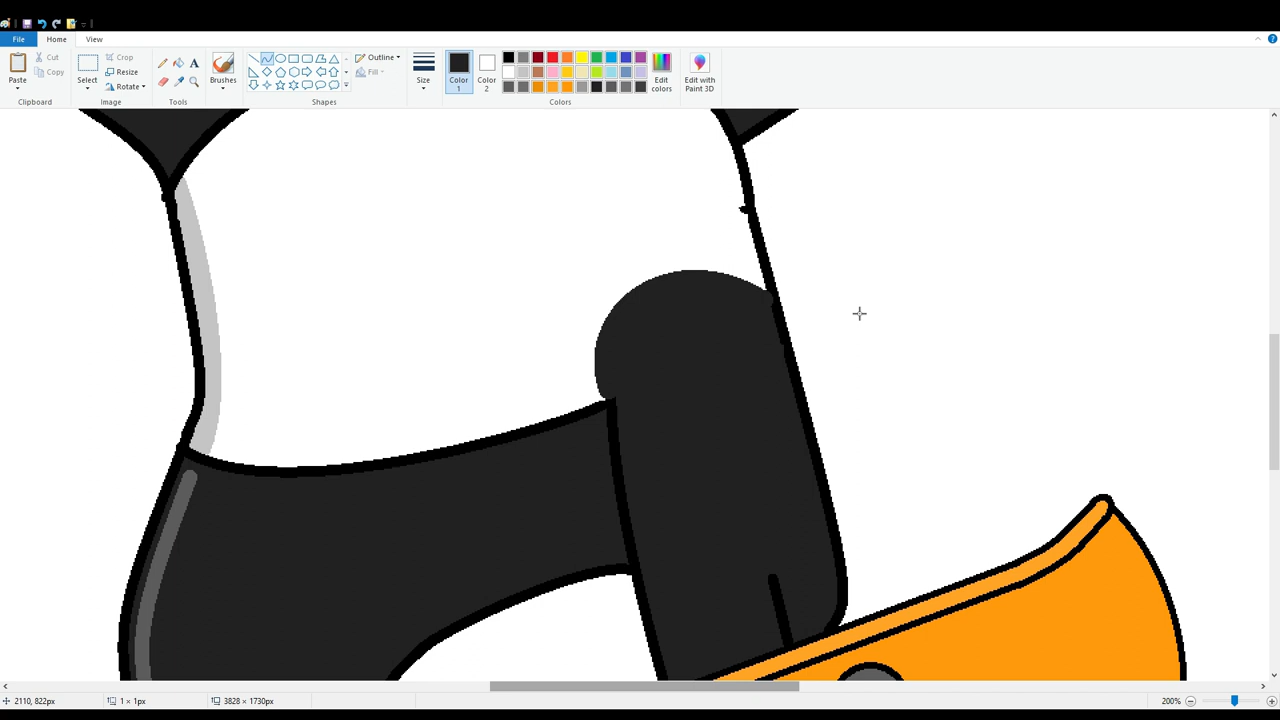 File Home View
Paste Cut Copy Select Crop Resize Rotate A Brushes Outline Fill Size Color 1 Color 2 Edit colors Edit with Paint 3D
Clipboard Image Tools Shapes Colors
2110, 822px 1 × 1px 3828 × 1730px 200%